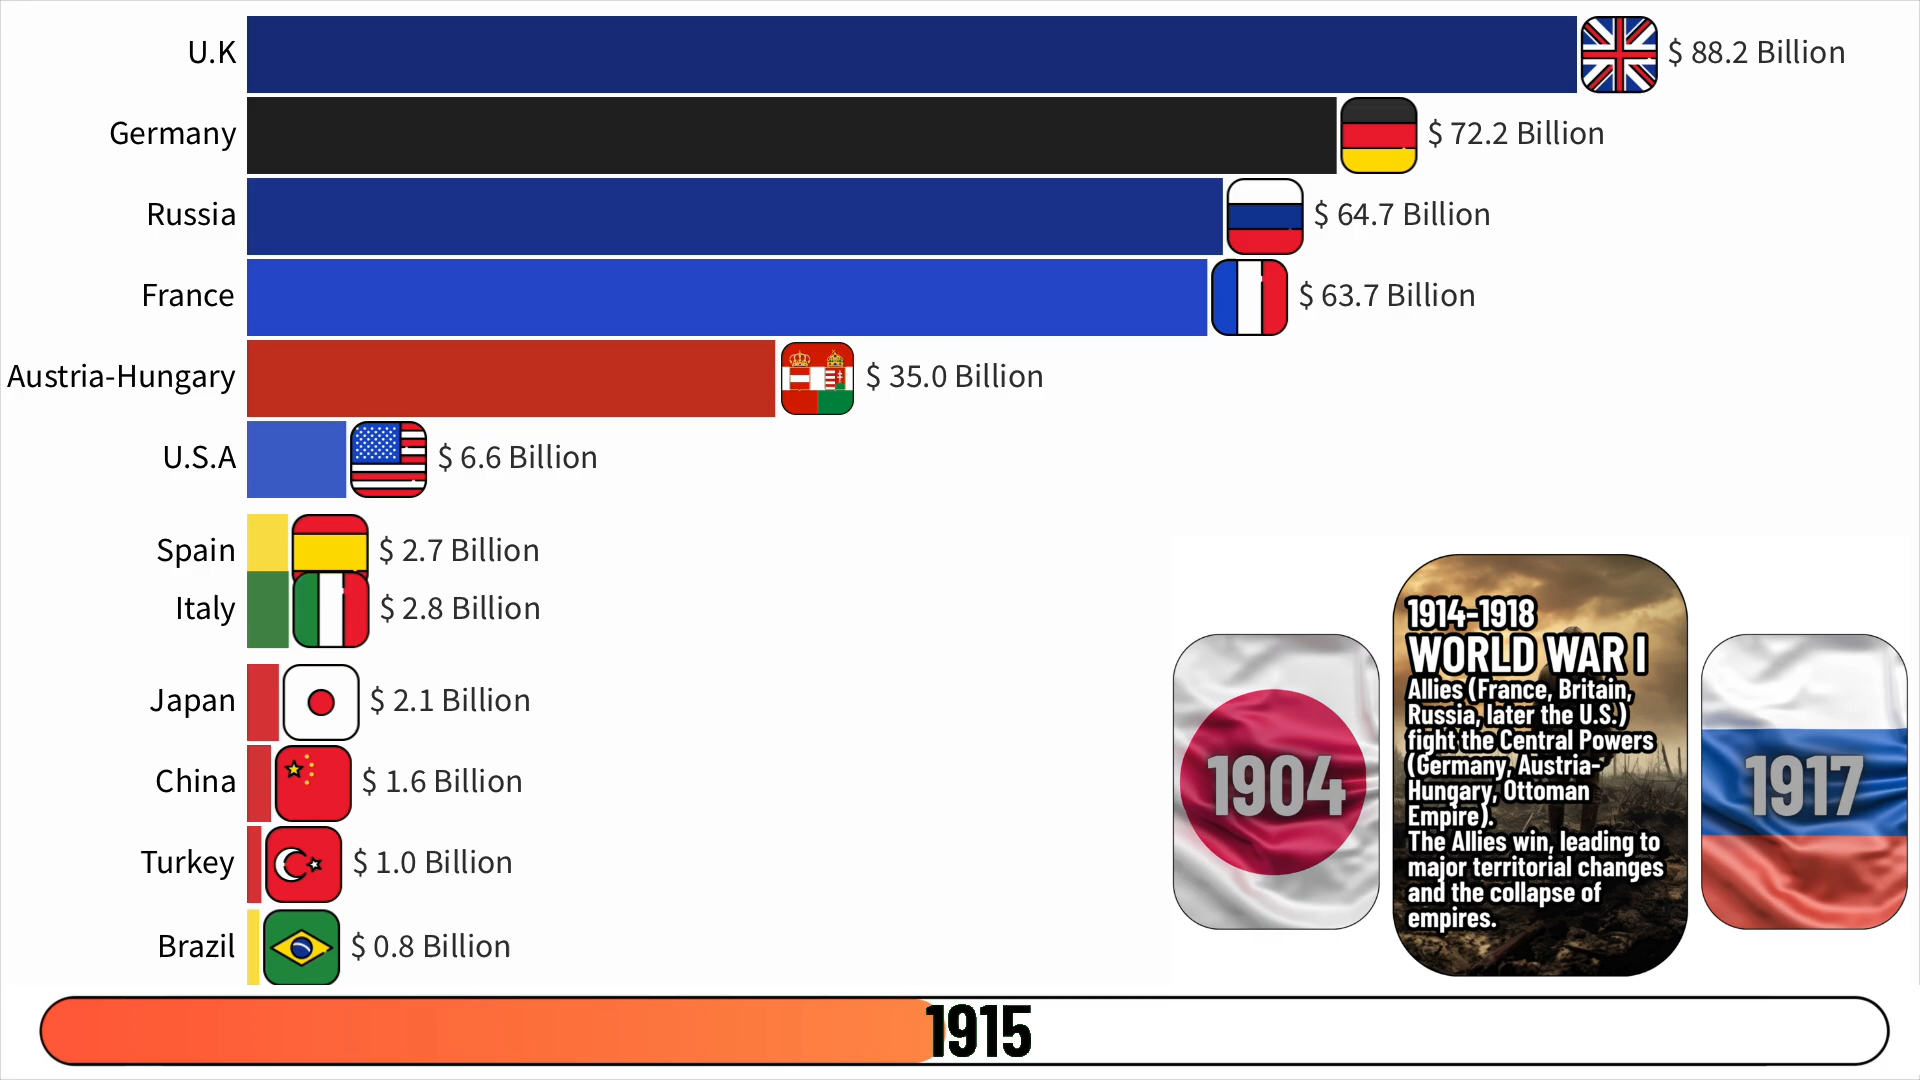 U.K $ 88.2 Billion
Germany $ 72.2 Billion
Russia $ 64.7 Billion
France $ 63.7 Billion
Austria-Hungary $ 35.0 Billion
U.S.A $ 6.6 Billion
Spain $ 2.7 Billion
Italy $ 2.8 Billion
Japan $ 2.1 Billion
China $ 1.6 Billion
Turkey $ 1.0 Billion
Brazil $ 0.8 Billion
1904
1914-1918
WORLD WAR I
Allies (France, Britain,
Russia, later the U.S.)
fight the Central Powers
(Germany, Austria-
Hungary, Ottoman
Empire).
The Allies win, leading to
major territorial changes
and the collapse of
empires.
1917
1915